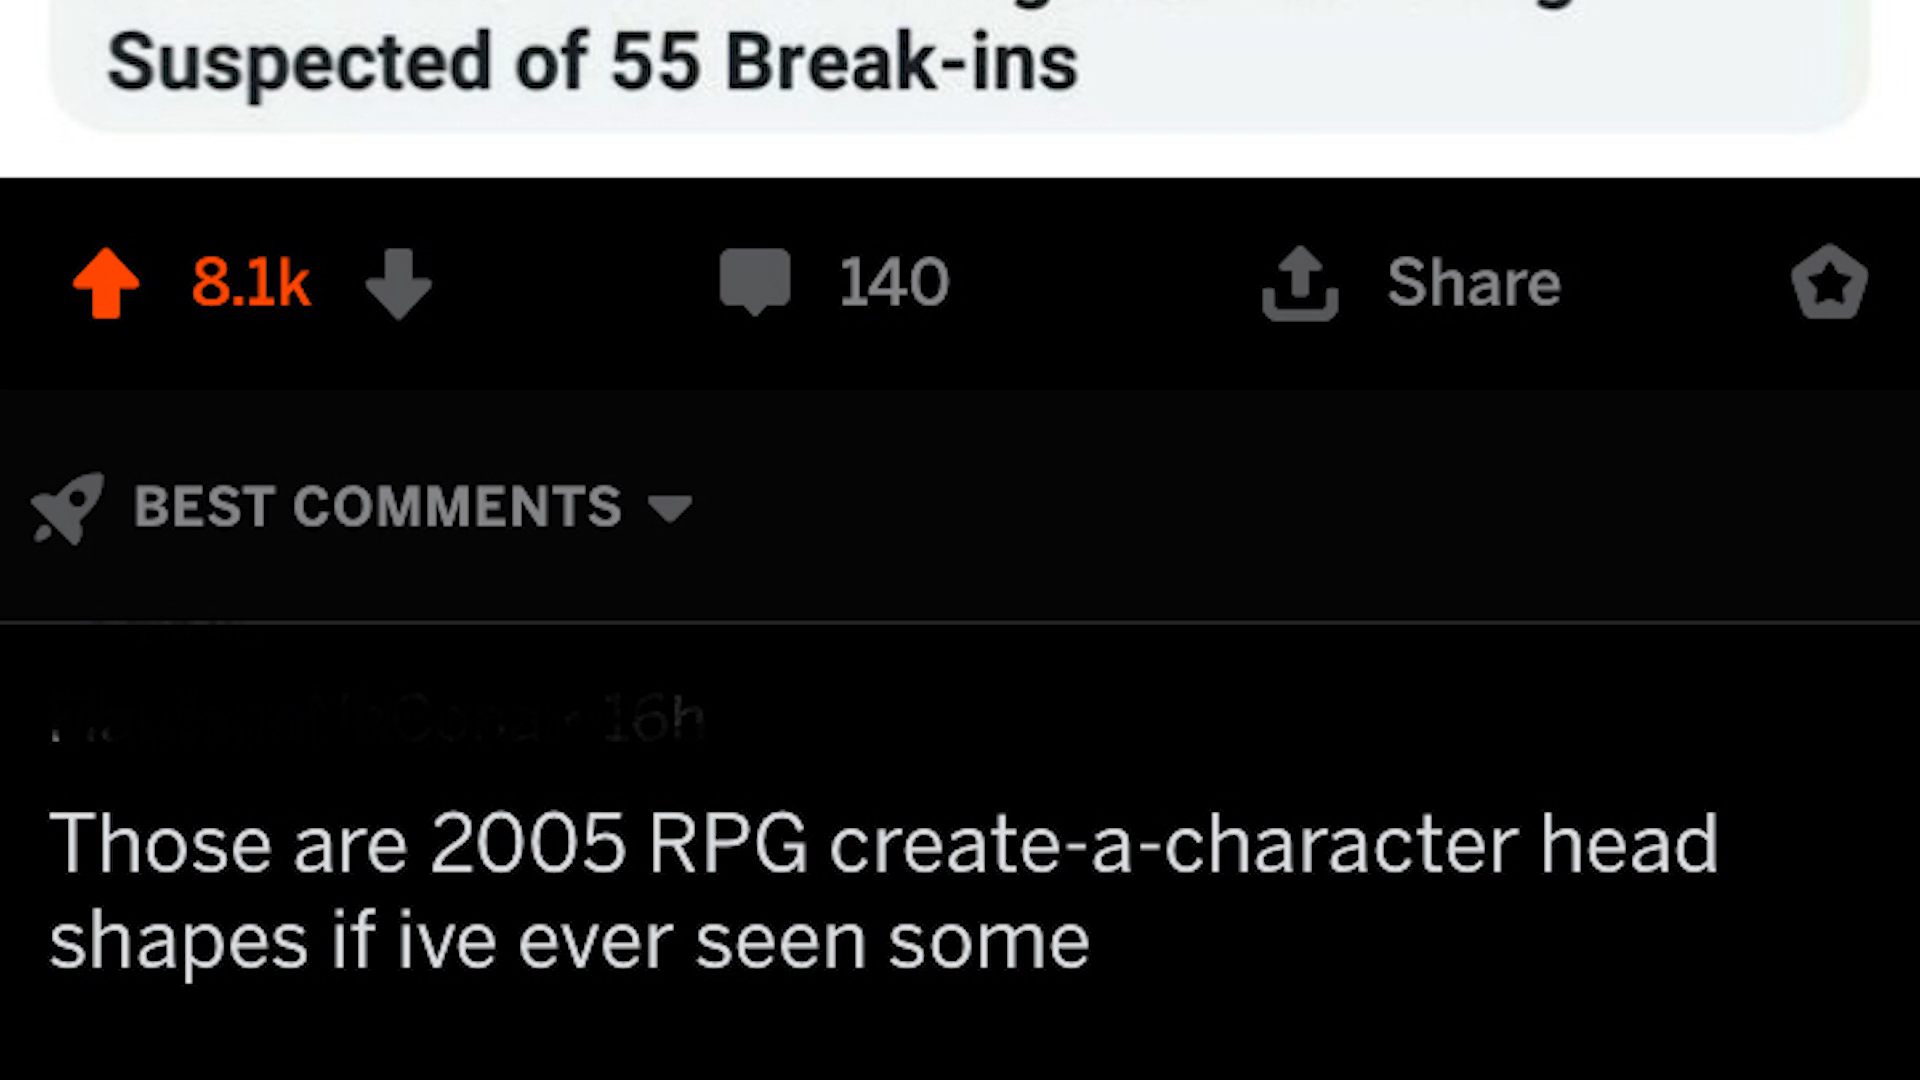 Suspected of 55 Break-ins
8.1k
140
Share
BEST COMMENTS
16h
Those are 2005 RPG create-a-character head
shapes if ive ever seen some